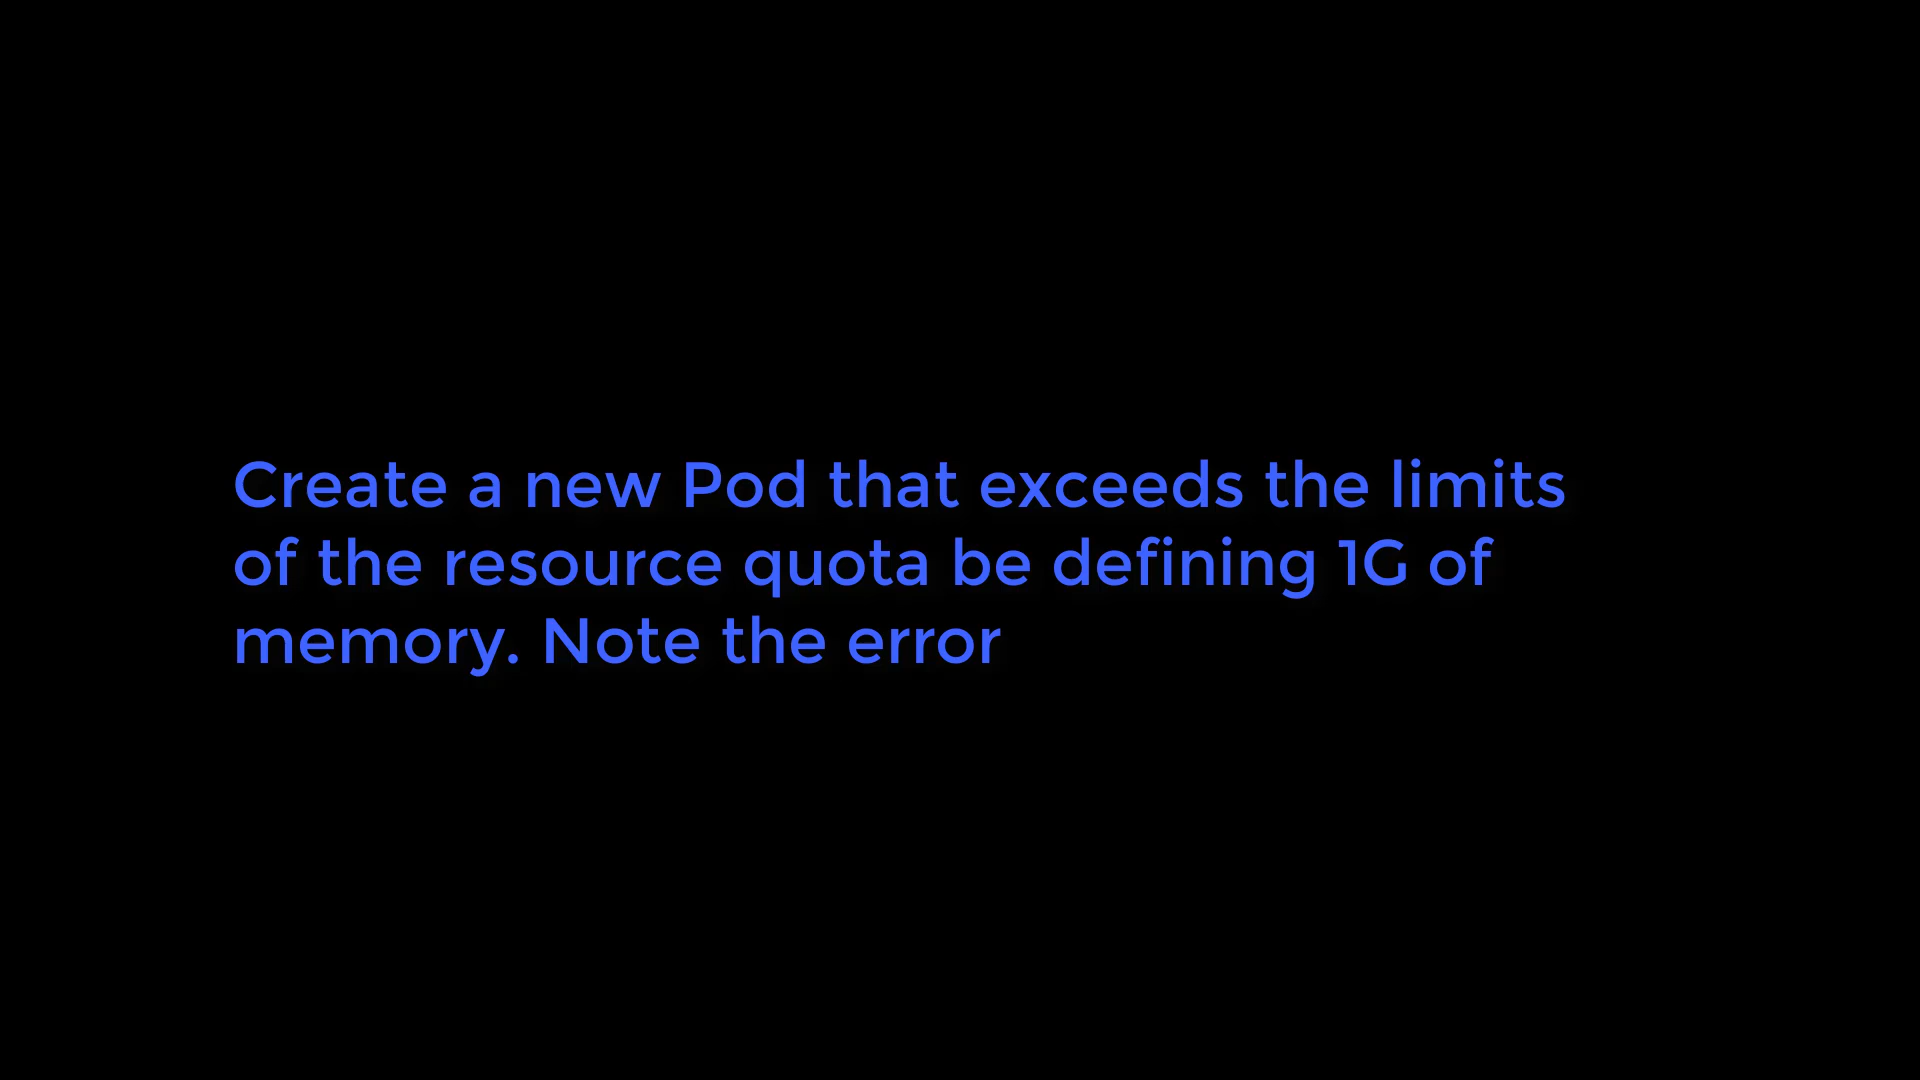 Create a new Pod that exceeds the limits
of the resource quota be defining 1G of
memory. Note the error